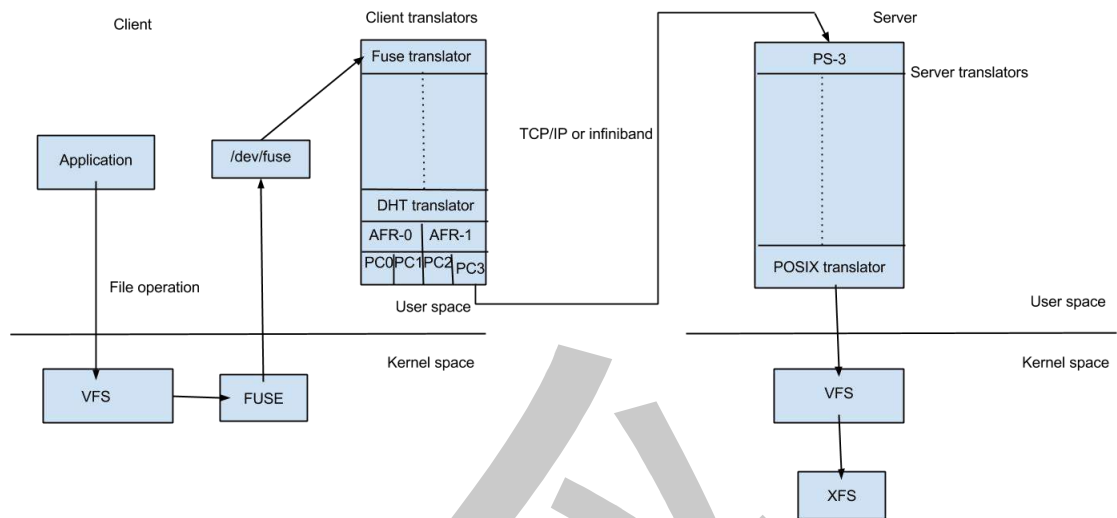 Client
Client translators
Server
Fuse translator
PS-3
Server translators
TCP/IP or infiniband
Application
/dev/fuse
DHT translator
AFR-0
AFR-1
PC0
PC1
PC2
PC3
POSIX translator
File operation
User space
User space
Kernel space
Kernel space
VFS
FUSE
VFS
XFS